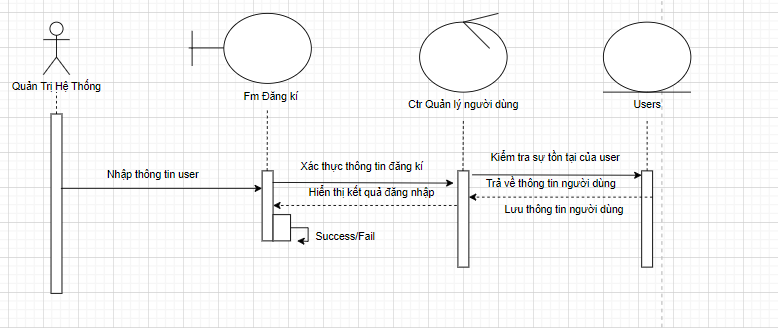 Quản Trị Hệ Thống
Fm Đăng kí
Ctr Quản lý người dùng
Users
Nhập thông tin user
Xác thực thông tin đăng kí
Kiểm tra sự tồn tại của user
Hiển thị kết quả đăng nhập
Trả về thông tin người dùng
Lưu thông tin người dùng
Success/Fail